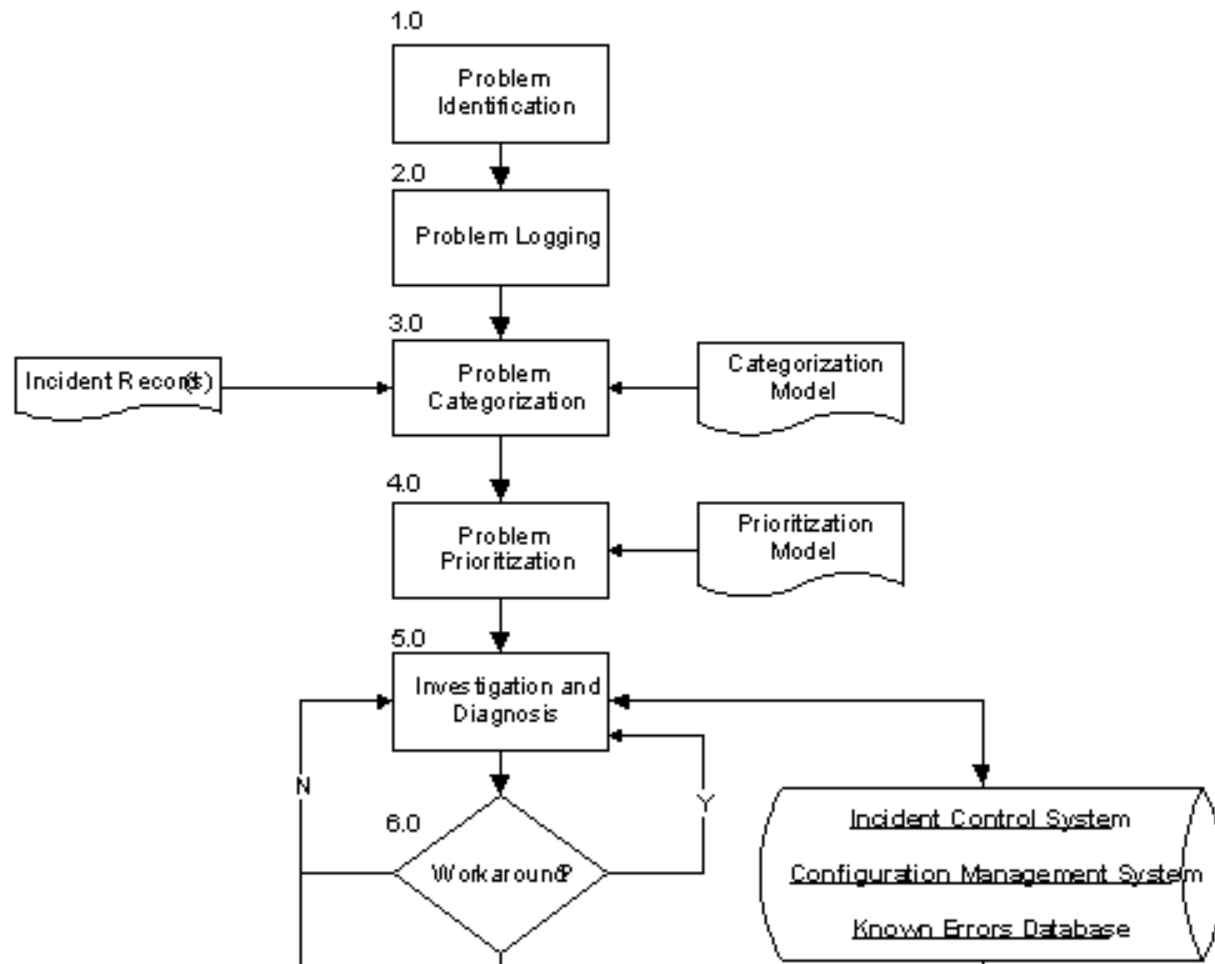 1.0
Problem
Identification
2.0
Problem Logging
3.0
Incident Record(s)
Problem
Categorization
Categorization
Model
4.0
Problem
Prioritization
Prioritization
Model
5.0
Investigation and
Diagnosis
N
Y
6.0
Workaround?
Incident Control System
Configuration Management System
Known Errors Database